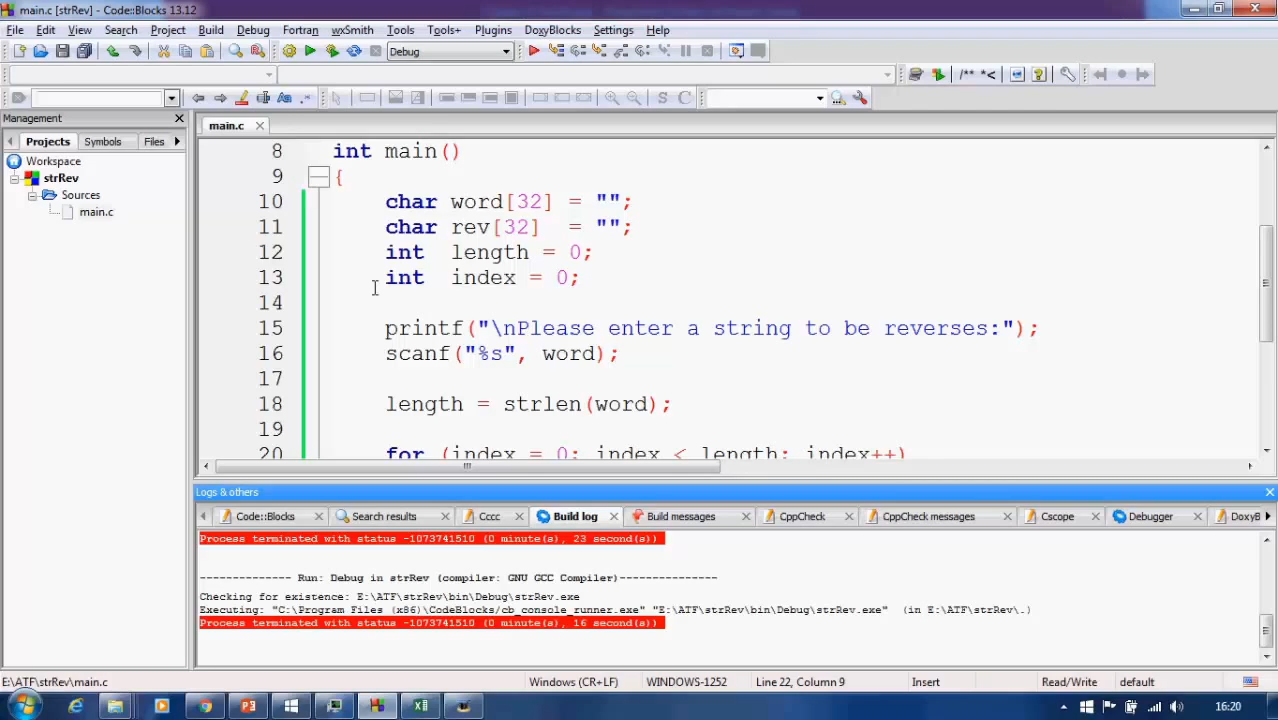 main.c [strRev] - Code::Blocks 13.12
File Edit View Search Project Build Debug Fortran wxSmith Tools Tools+ Plugins DoxyBlocks Settings Help
Debug
/** *<
S C
Management
main.c
Projects Symbols Files
Workspace
strRev
Sources
main.c
8 int main()
9 {
10 char word[32] = "";
11 char rev[32] = "";
12 int length = 0;
13 int index = 0;
14
15 printf("\nPlease enter a string to be reverses:");
16 scanf("%s", word);
17
18 length = strlen(word);
19
20 for (index = 0; index < length; index++)
Logs & others
Code::Blocks Search results Cccc Build log Build messages CppCheck CppCheck messages Cscope Debugger DoxyB
Process terminated with status -1073741510 (0 minute(s), 23 second(s))
-------------- Run: Debug in strRev (compiler: GNU GCC Compiler)---------------
Checking for existence: E:\ATF\strRev\bin\Debug\strRev.exe
Executing: "C:\Program Files (x86)\CodeBlocks/cb_console_runner.exe" "E:\ATF\strRev\bin\Debug\strRev.exe" (in E:\ATF\strRev\.)
Process terminated with status -1073741510 (0 minute(s), 16 second(s))
E:\ATF\strRev\main.c Windows (CR+LF) WINDOWS-1252 Line 22, Column 9 Insert Read/Write default
16:20